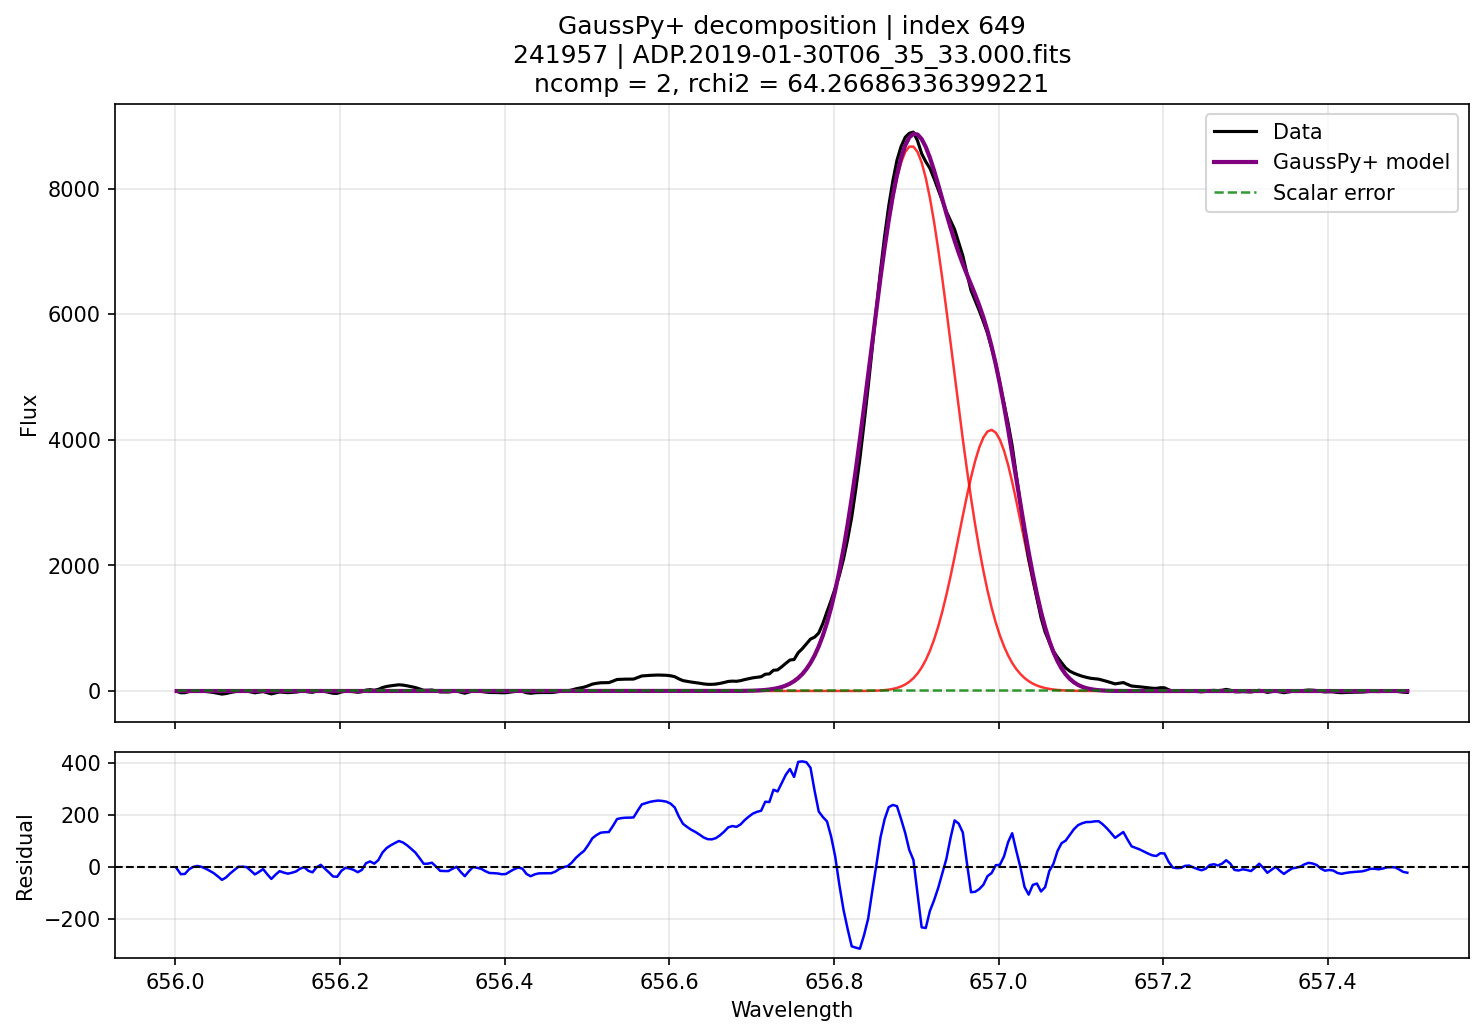 GaussPy+ decomposition | index 649
241957 | ADP.2019-01-30T06_35_33.000.fits
ncomp = 2, rchi2 = 64.26686336399221
Data
GaussPy+ model
Scalar error
Flux
8000
6000
4000
2000
0
Residual
400
200
0
−200
656.0 656.2 656.4 656.6 656.8 657.0 657.2 657.4
Wavelength